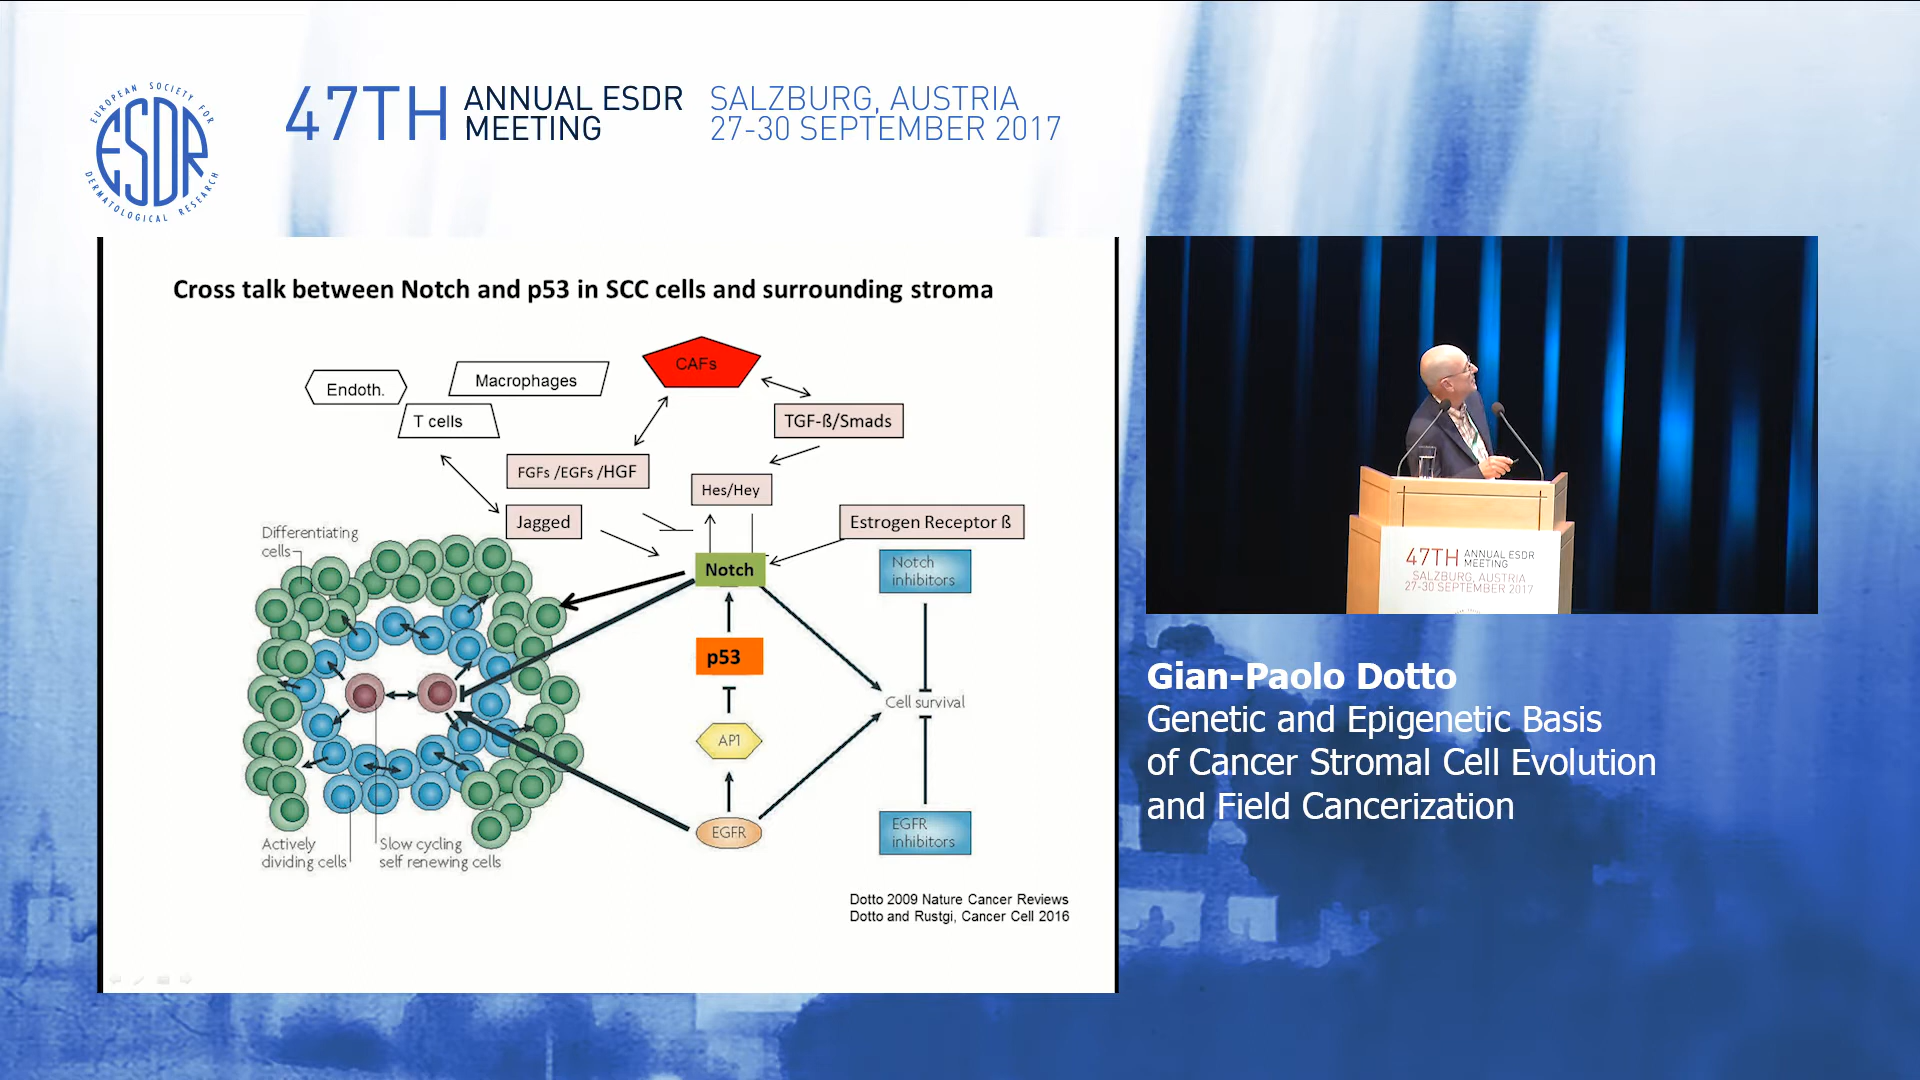 EUROPEAN SOCIETY FOR
ESDR
DERMATOLOGICAL RESEARCH
47TH ANNUAL ESDR MEETING
SALZBURG, AUSTRIA
27-30 SEPTEMBER 2017
Cross talk between Notch and p53 in SCC cells and surrounding stroma
CAFs
Macrophages
Endoth.
T cells
TGF-ß/Smads
FGFs /EGFs /HGF
Hes/Hey
Jagged
Estrogen Receptor ß
Differentiating
cells
Notch
Notch
inhibitors
p53
Cell survival
AP1
EGFR
EGFR
inhibitors
Actively
dividing cells
Slow cycling
self renewing cells
Dotto 2009 Nature Cancer Reviews
Dotto and Rustgi, Cancer Cell 2016
47TH ANNUAL ESDR MEETING
SALZBURG, AUSTRIA
27-30 SEPTEMBER 2017
Gian-Paolo Dotto
Genetic and Epigenetic Basis
of Cancer Stromal Cell Evolution
and Field Cancerization